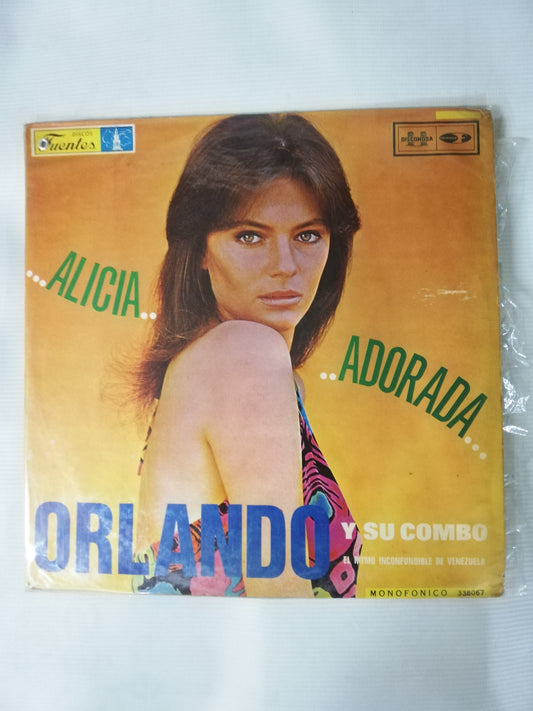 DISCOS
Fuentes
DISCOMODA
...ALICIA..
..ADORADA...
ORLANDO
Y SU COMBO
EL RITMO INCONFUNDIBLE DE VENEZUELA
MONOFONICO 338067